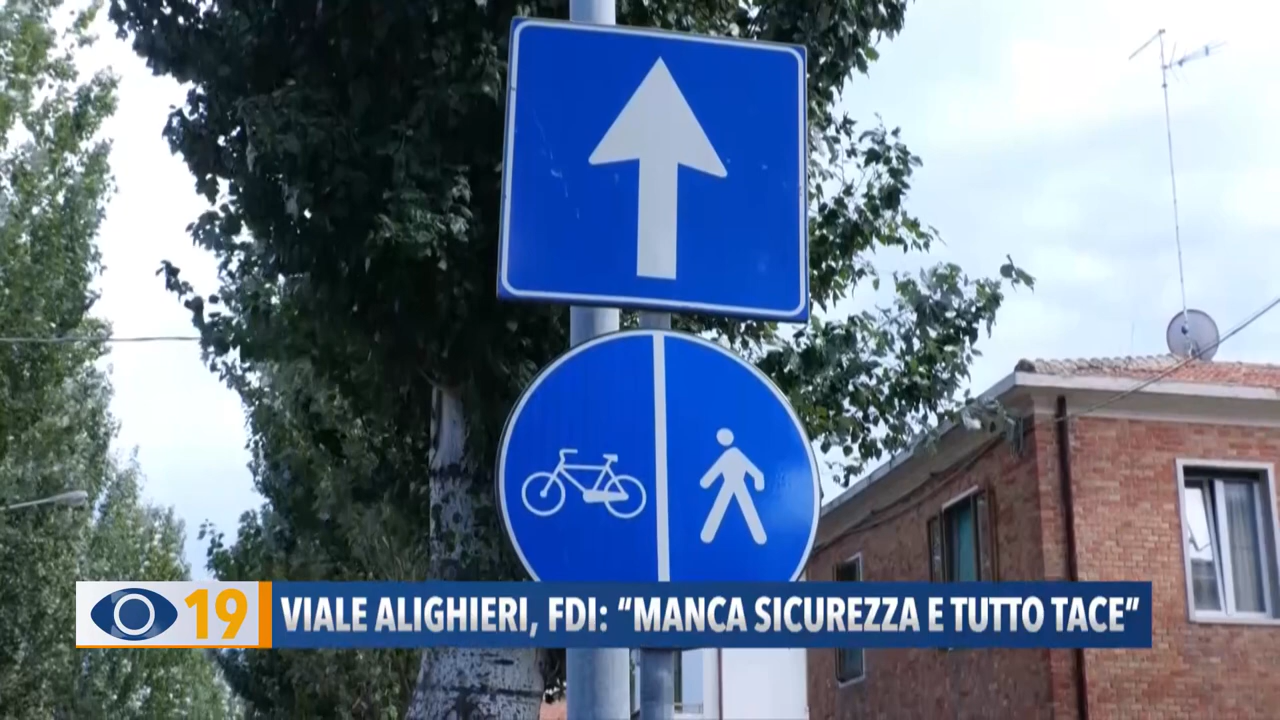 19 VIALE ALIGHIERI, FDI: “MANCA SICUREZZA E TUTTO TACE”